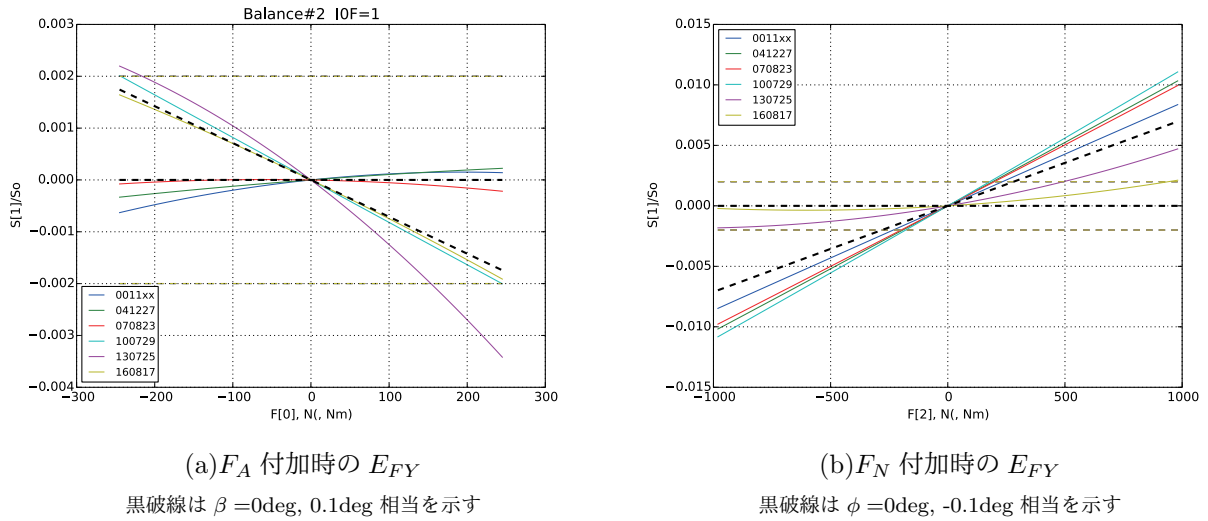 Balance#2 I0F=1
0.003
0.002
0.001
0.000
−0.001
−0.002
−0.003
−0.004
S[1]/So
0011xx
041227
070823
100729
130725
160817
−300 −200 −100 0 100 200 300
F[0], N(, Nm)
(a)F_A 付加時の E_FY
黒破線は β =0deg, 0.1deg 相当を示す
0.015
0.010
0.005
0.000
−0.005
−0.010
−0.015
S[1]/So
0011xx
041227
070823
100729
130725
160817
−1000 −500 0 500 1000
F[2], N(, Nm)
(b)F_N 付加時の E_FY
黒破線は ϕ =0deg, -0.1deg 相当を示す